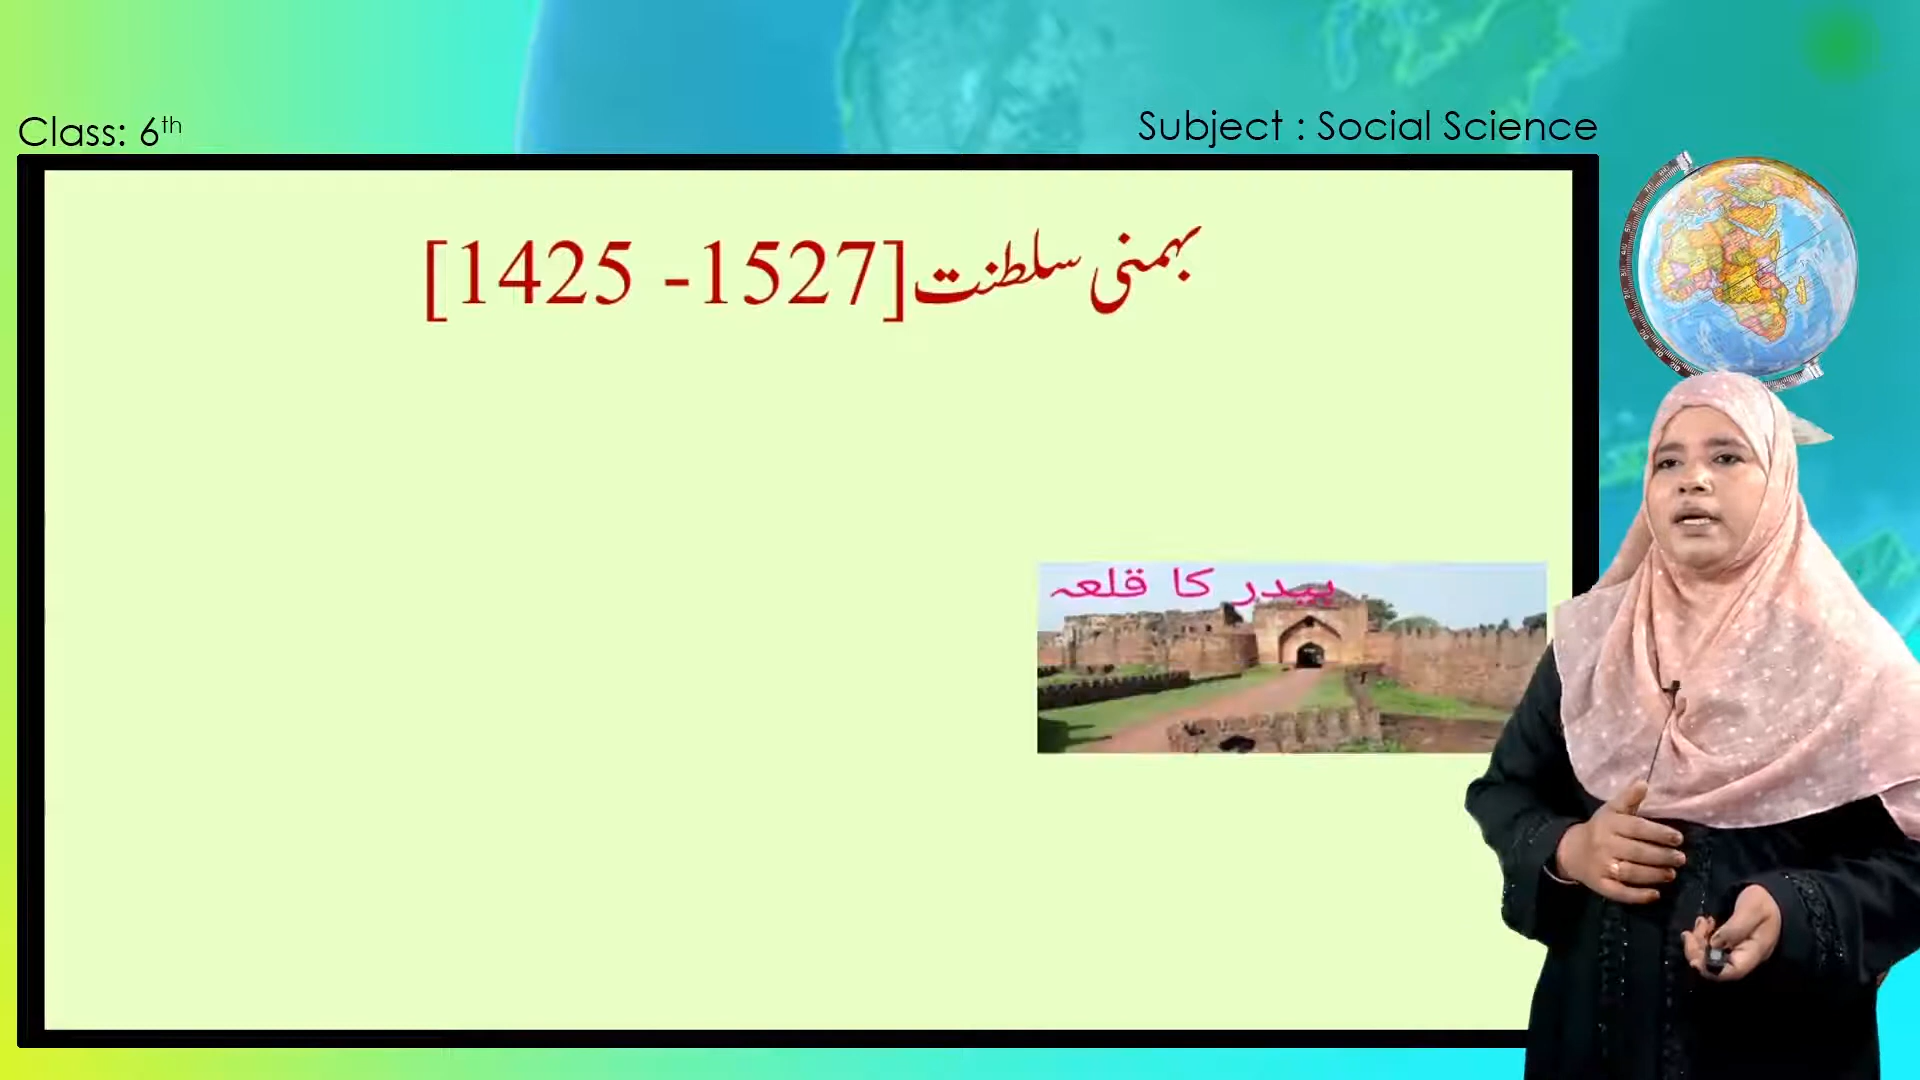 Class: 6th
Subject : Social Science
بہمنی سلطنت [1425 -1527]
بیدر کا قلعہ